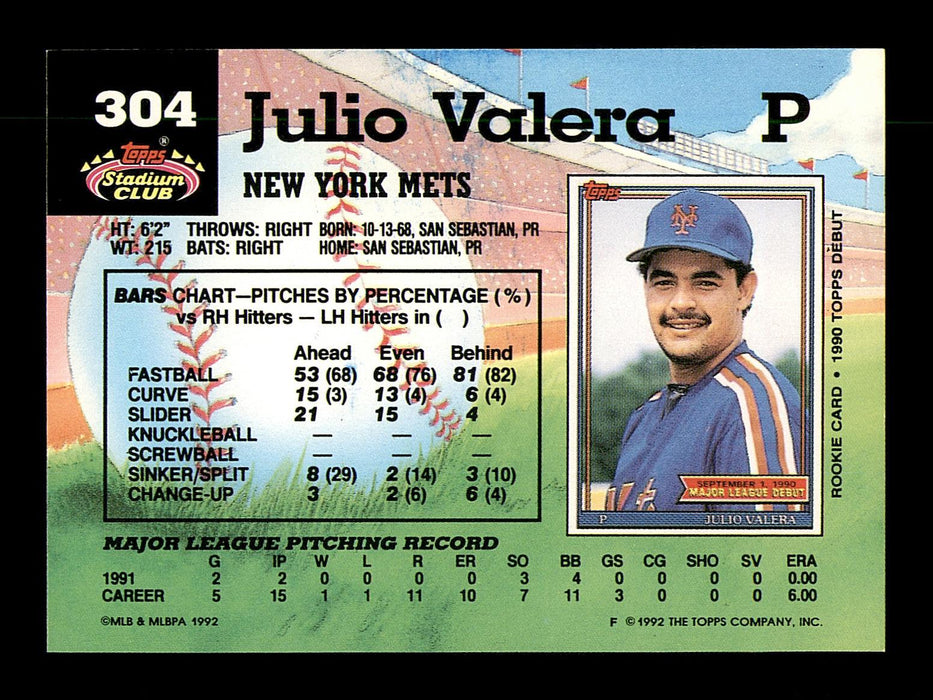 304
Julio Valera P
Topps®
Stadium
CLUB
NEW YORK METS
HT: 6'2" THROWS: RIGHT BORN: 10-13-68, SAN SEBASTIAN, PR
WT: 215 BATS: RIGHT HOME: SAN SEBASTIAN, PR
BARS CHART—PITCHES BY PERCENTAGE (%)
vs RH Hitters — LH Hitters in ( )
Ahead Even Behind
FASTBALL 53 (68) 68 (76) 81 (82)
CURVE 15 (3) 13 (4) 6 (4)
SLIDER 21 15 4
KNUCKLEBALL — — —
SCREWBALL — — —
SINKER/SPLIT 8 (29) 2 (14) 3 (10)
CHANGE-UP 3 2 (6) 6 (4)
Topps
NY
SEPTEMBER 1, 1990
MAJOR LEAGUE DEBUT
P JULIO VALERA
ROOKIE CARD • 1990 TOPPS DEBUT
MAJOR LEAGUE PITCHING RECORD
G IP W L R ER SO BB GS CG SHO SV ERA
1991 2 2 0 0 0 0 3 4 0 0 0 0 0.00
CAREER 5 15 1 1 11 10 7 11 3 0 0 0 6.00
©MLB & MLBPA 1992
F © 1992 THE TOPPS COMPANY, INC.